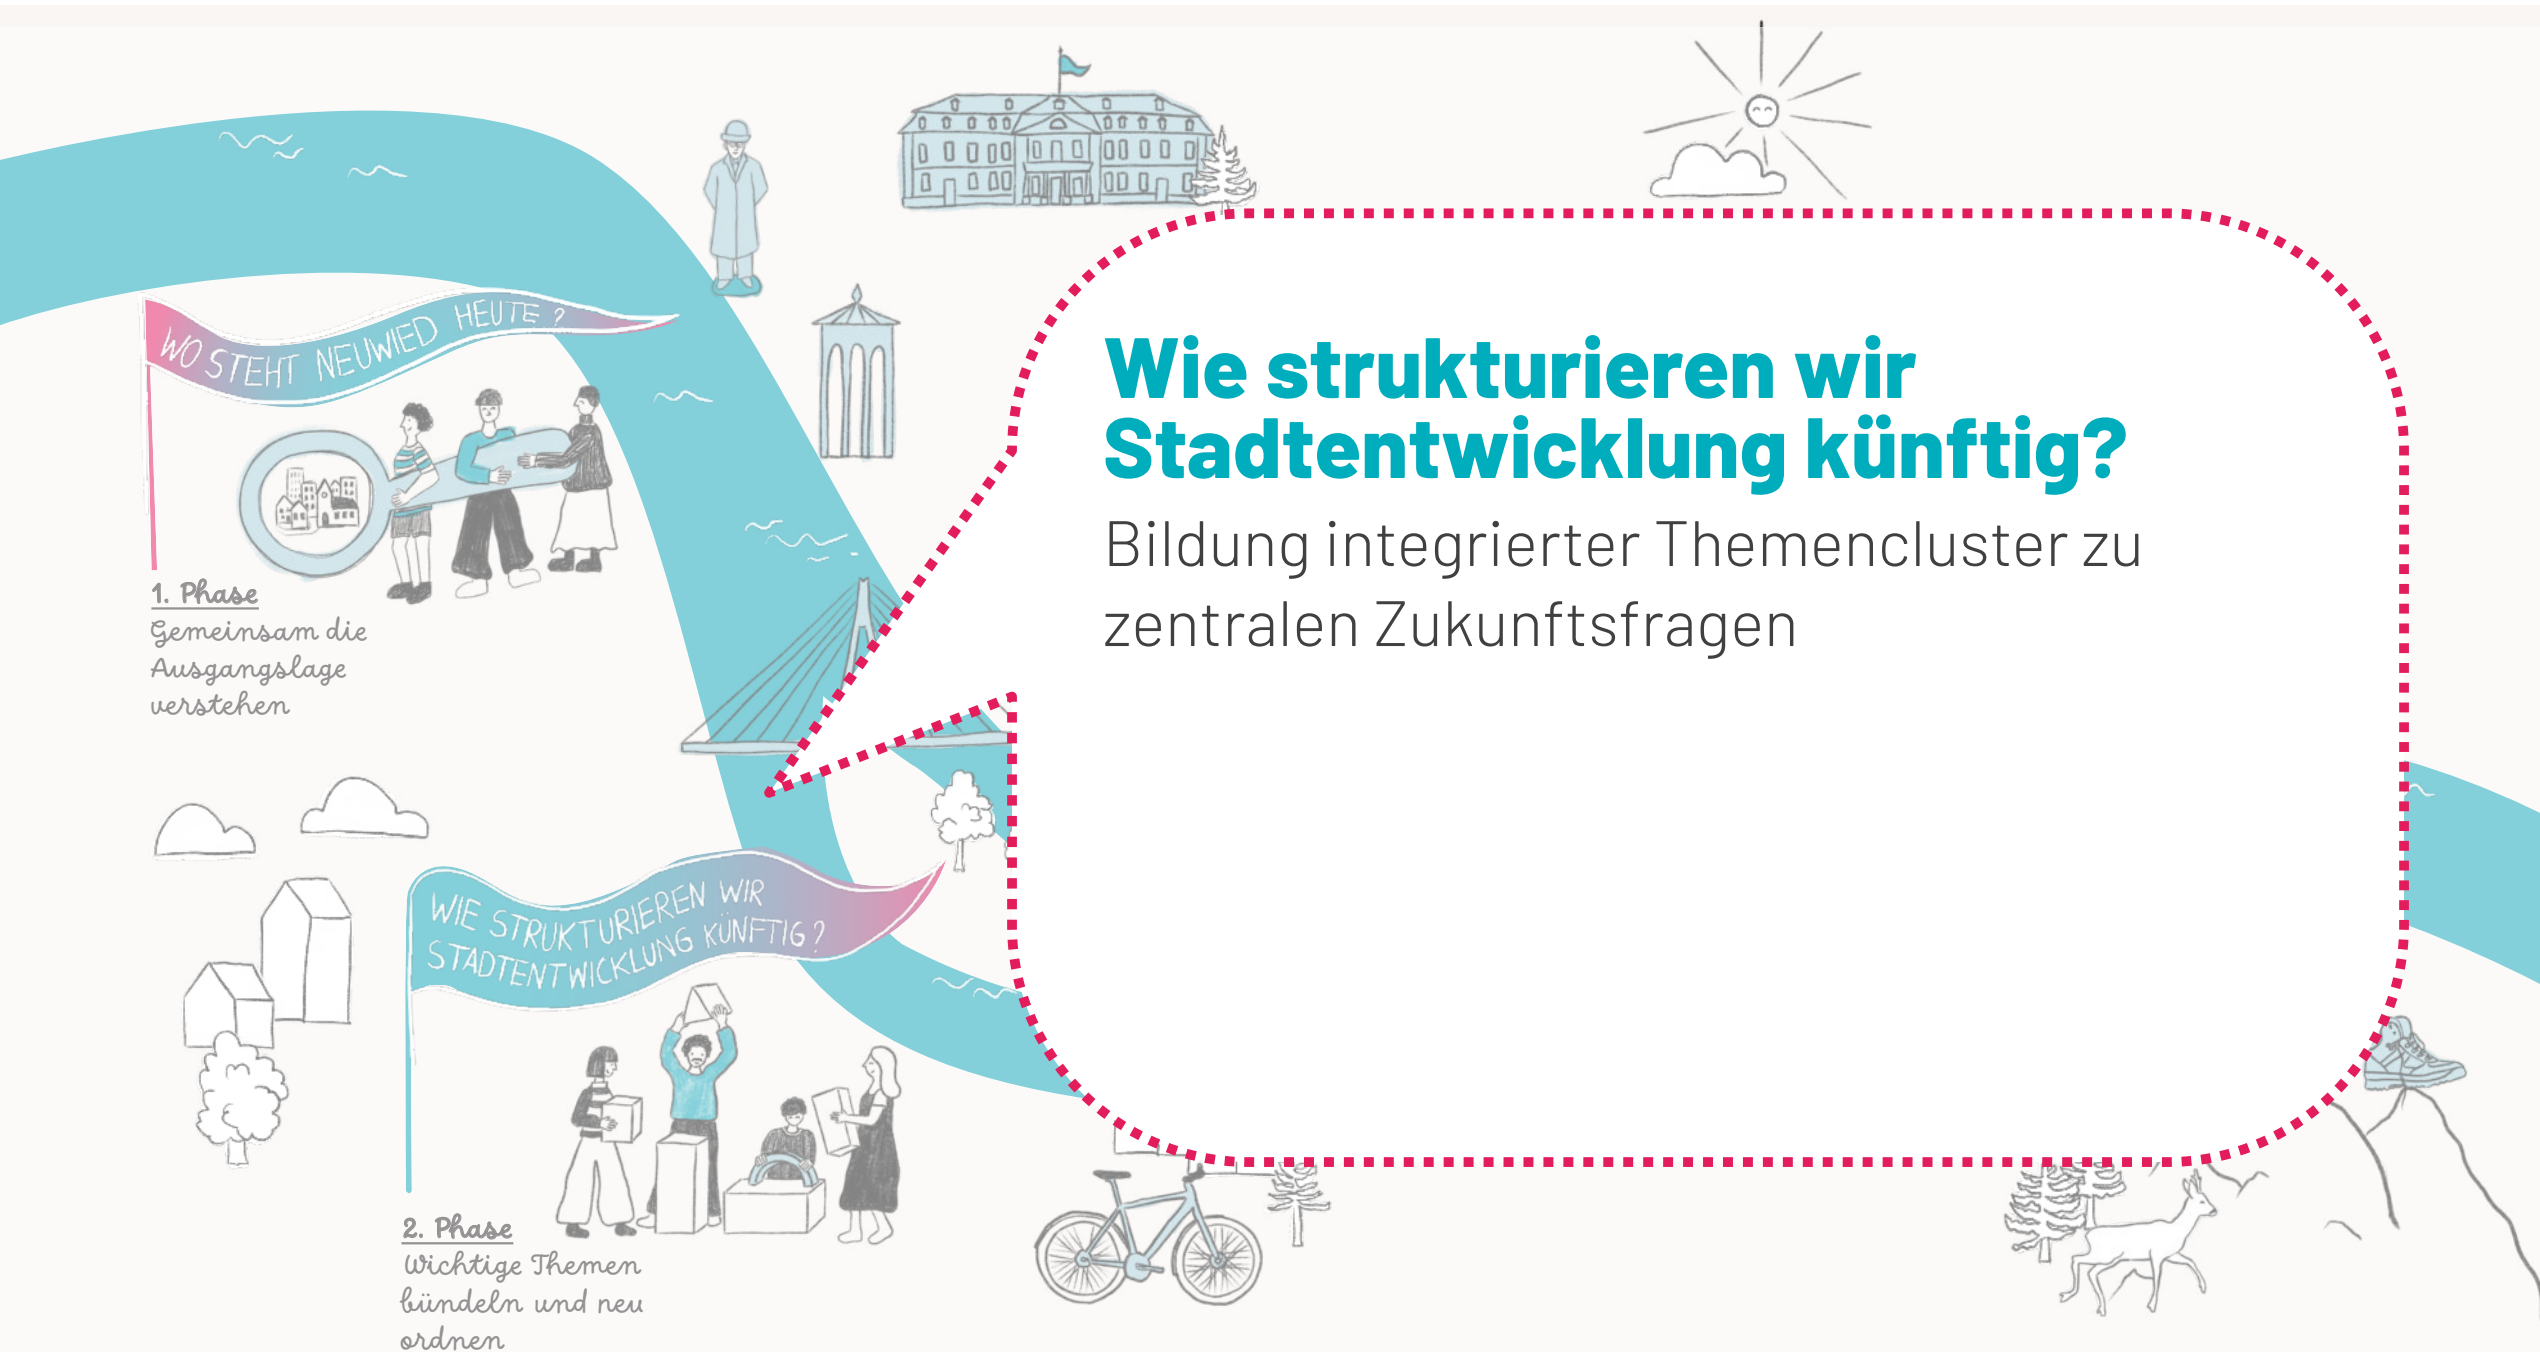 WO STEHT NEUWIED HEUTE?
1. Phase
Gemeinsam die
Ausgangslage
verstehen
WIE STRUKTURIEREN WIR
STADTENTWICKLUNG KÜNFTIG?
2. Phase
Wichtige Themen
bündeln und neu
ordnen
Wie strukturieren wir
Stadtentwicklung künftig?
Bildung integrierter Themencluster zu
zentralen Zukunftsfragen